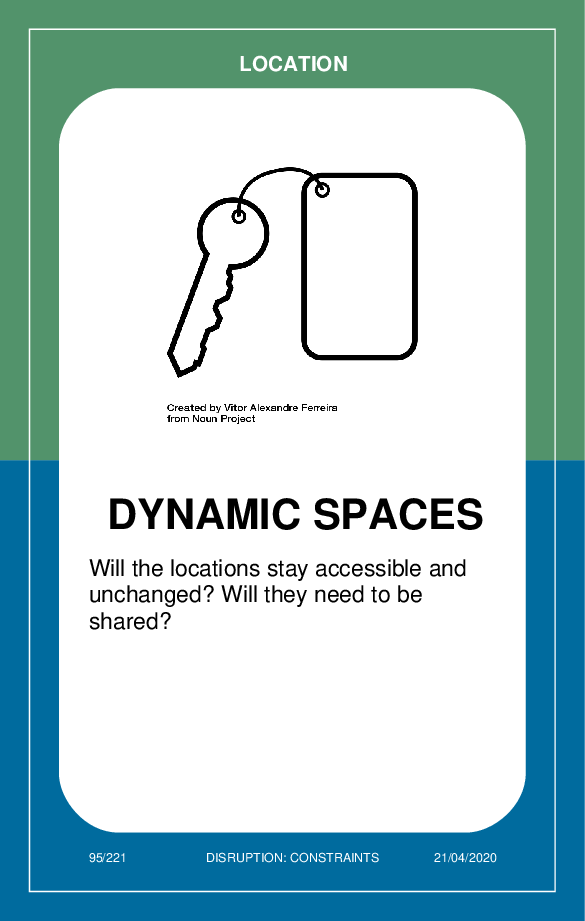 LOCATION
Created by Vitor Alexandre Ferreira
from Noun Project
DYNAMIC SPACES
Will the locations stay accessible and
unchanged? Will they need to be
shared?
95/221 DISRUPTION: CONSTRAINTS 21/04/2020